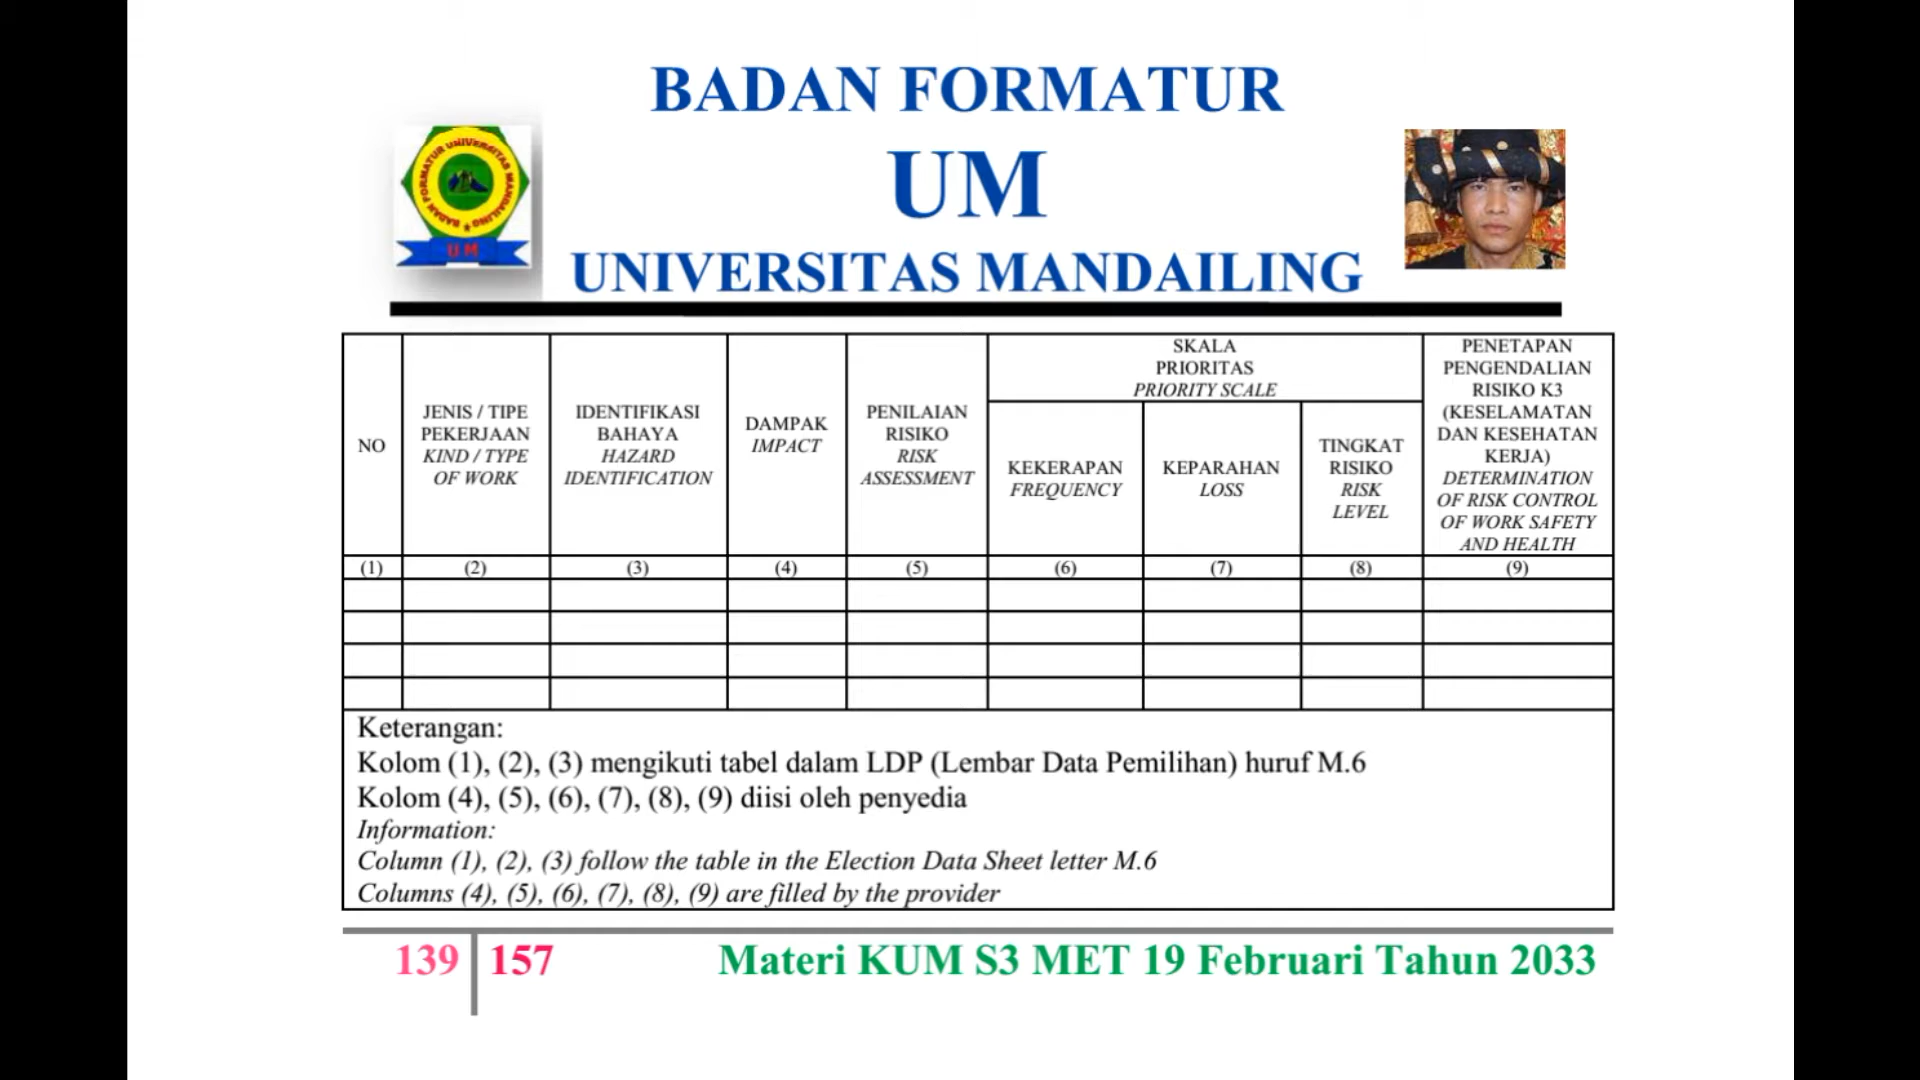 BADAN FORMATUR
UM
UNIVERSITAS MANDAILING
BADAN FORMATUR UNIVERSITAS MANDAILING
UM
NO
JENIS / TIPE
PEKERJAAN
KIND / TYPE
OF WORK
IDENTIFIKASI
BAHAYA
HAZARD
IDENTIFICATION
DAMPAK
IMPACT
PENILAIAN
RISIKO
RISK
ASSESSMENT
SKALA
PRIORITAS
PRIORITY SCALE
KEKERAPAN
FREQUENCY
KEPARAHAN
LOSS
TINGKAT
RISIKO
RISK
LEVEL
PENETAPAN
PENGENDALIAN
RISIKO K3
(KESELAMATAN
DAN KESEHATAN
KERJA)
DETERMINATION
OF RISK CONTROL
OF WORK SAFETY
AND HEALTH
(1) (2) (3) (4) (5) (6) (7) (8) (9)
Keterangan:
Kolom (1), (2), (3) mengikuti tabel dalam LDP (Lembar Data Pemilihan) huruf M.6
Kolom (4), (5), (6), (7), (8), (9) diisi oleh penyedia
Information:
Column (1), (2), (3) follow the table in the Election Data Sheet letter M.6
Columns (4), (5), (6), (7), (8), (9) are filled by the provider
139 157 Materi KUM S3 MET 19 Februari Tahun 2033